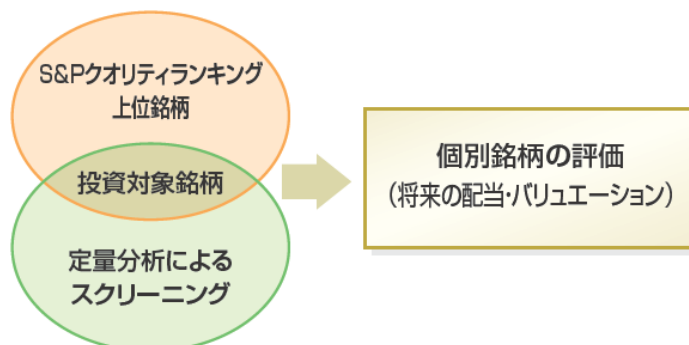 S&Pクオリティランキング
上位銘柄
投資対象銘柄
定量分析による
スクリーニング
個別銘柄の評価
（将来の配当・バリュエーション）